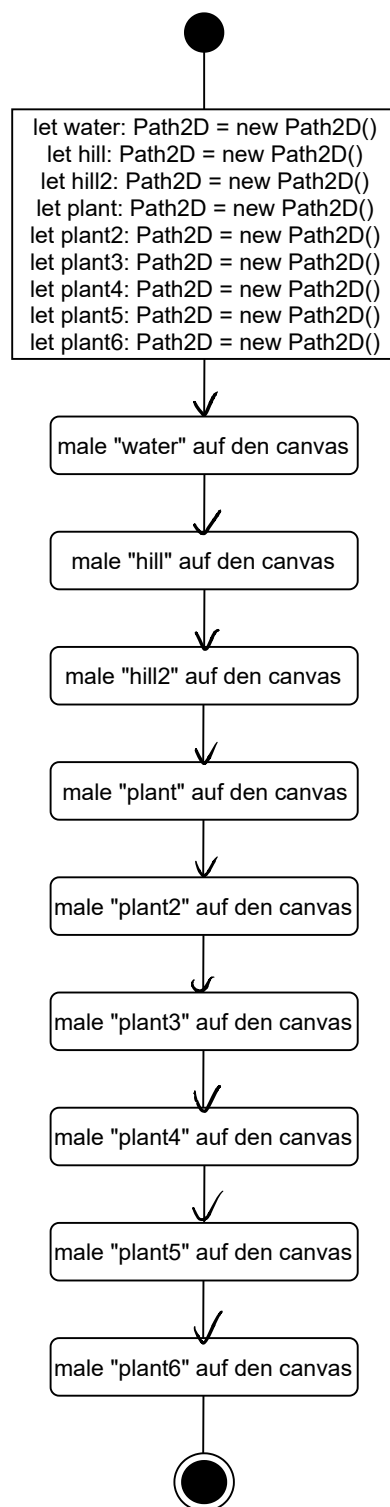 let water: Path2D = new Path2D()
let hill: Path2D = new Path2D()
let hill2: Path2D = new Path2D()
let plant: Path2D = new Path2D()
let plant2: Path2D = new Path2D()
let plant3: Path2D = new Path2D()
let plant4: Path2D = new Path2D()
let plant5: Path2D = new Path2D()
let plant6: Path2D = new Path2D()
male "water" auf den canvas
male "hill" auf den canvas
male "hill2" auf den canvas
male "plant" auf den canvas
male "plant2" auf den canvas
male "plant3" auf den canvas
male "plant4" auf den canvas
male "plant5" auf den canvas
male "plant6" auf den canvas